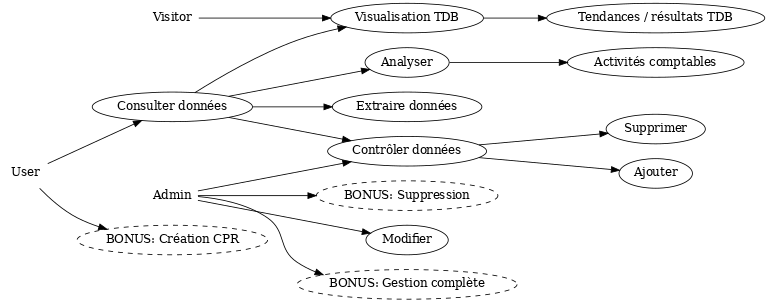 Visitor
Visualisation TDB
Tendances / résultats TDB
Analyser
Activités comptables
Consulter données
Extraire données
Supprimer
Contrôler données
User
Ajouter
Admin
BONUS: Suppression
BONUS: Création CPR
Modifier
BONUS: Gestion complète